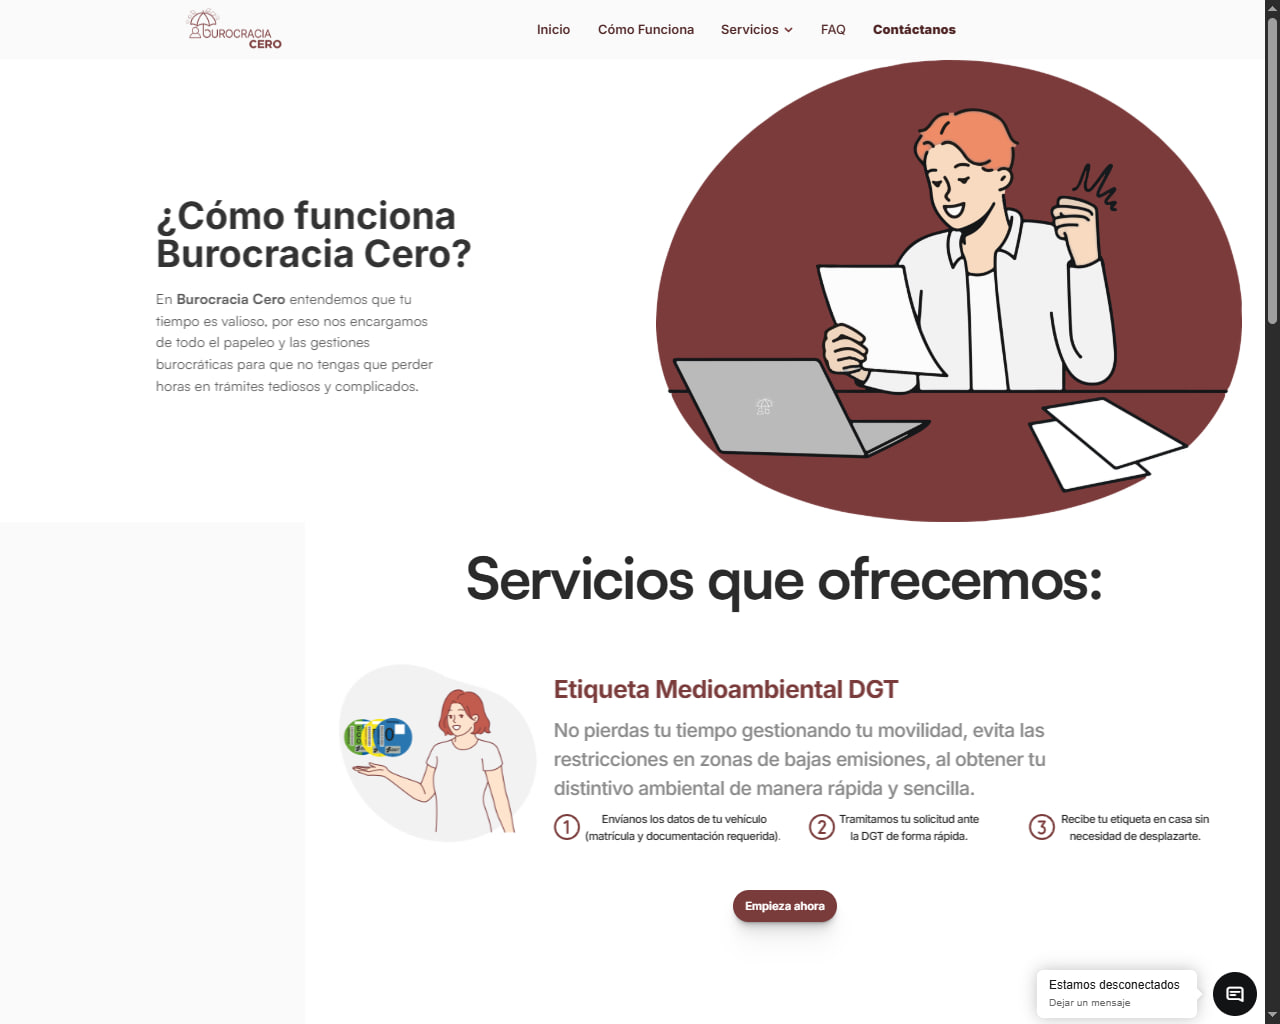 BUROCRACIA
CERO
Inicio
Cómo Funciona
Servicios
FAQ
Contáctanos
¿Cómo funciona
Burocracia Cero?
En Burocracia Cero entendemos que tu
tiempo es valioso, por eso nos encargamos
de todo el papeleo y las gestiones
burocráticas para que no tengas que perder
horas en trámites tediosos y complicados.
Servicios que ofrecemos:
Etiqueta Medioambiental DGT
No pierdas tu tiempo gestionando tu movilidad, evita las
restricciones en zonas de bajas emisiones, al obtener tu
distintivo ambiental de manera rápida y sencilla.
0
1
Envíanos los datos de tu vehículo
(matrícula y documentación requerida).
2
Tramitamos tu solicitud ante
la DGT de forma rápida.
3
Recibe tu etiqueta en casa sin
necesidad de desplazarte.
Empieza ahora
Estamos desconectados
Dejar un mensaje